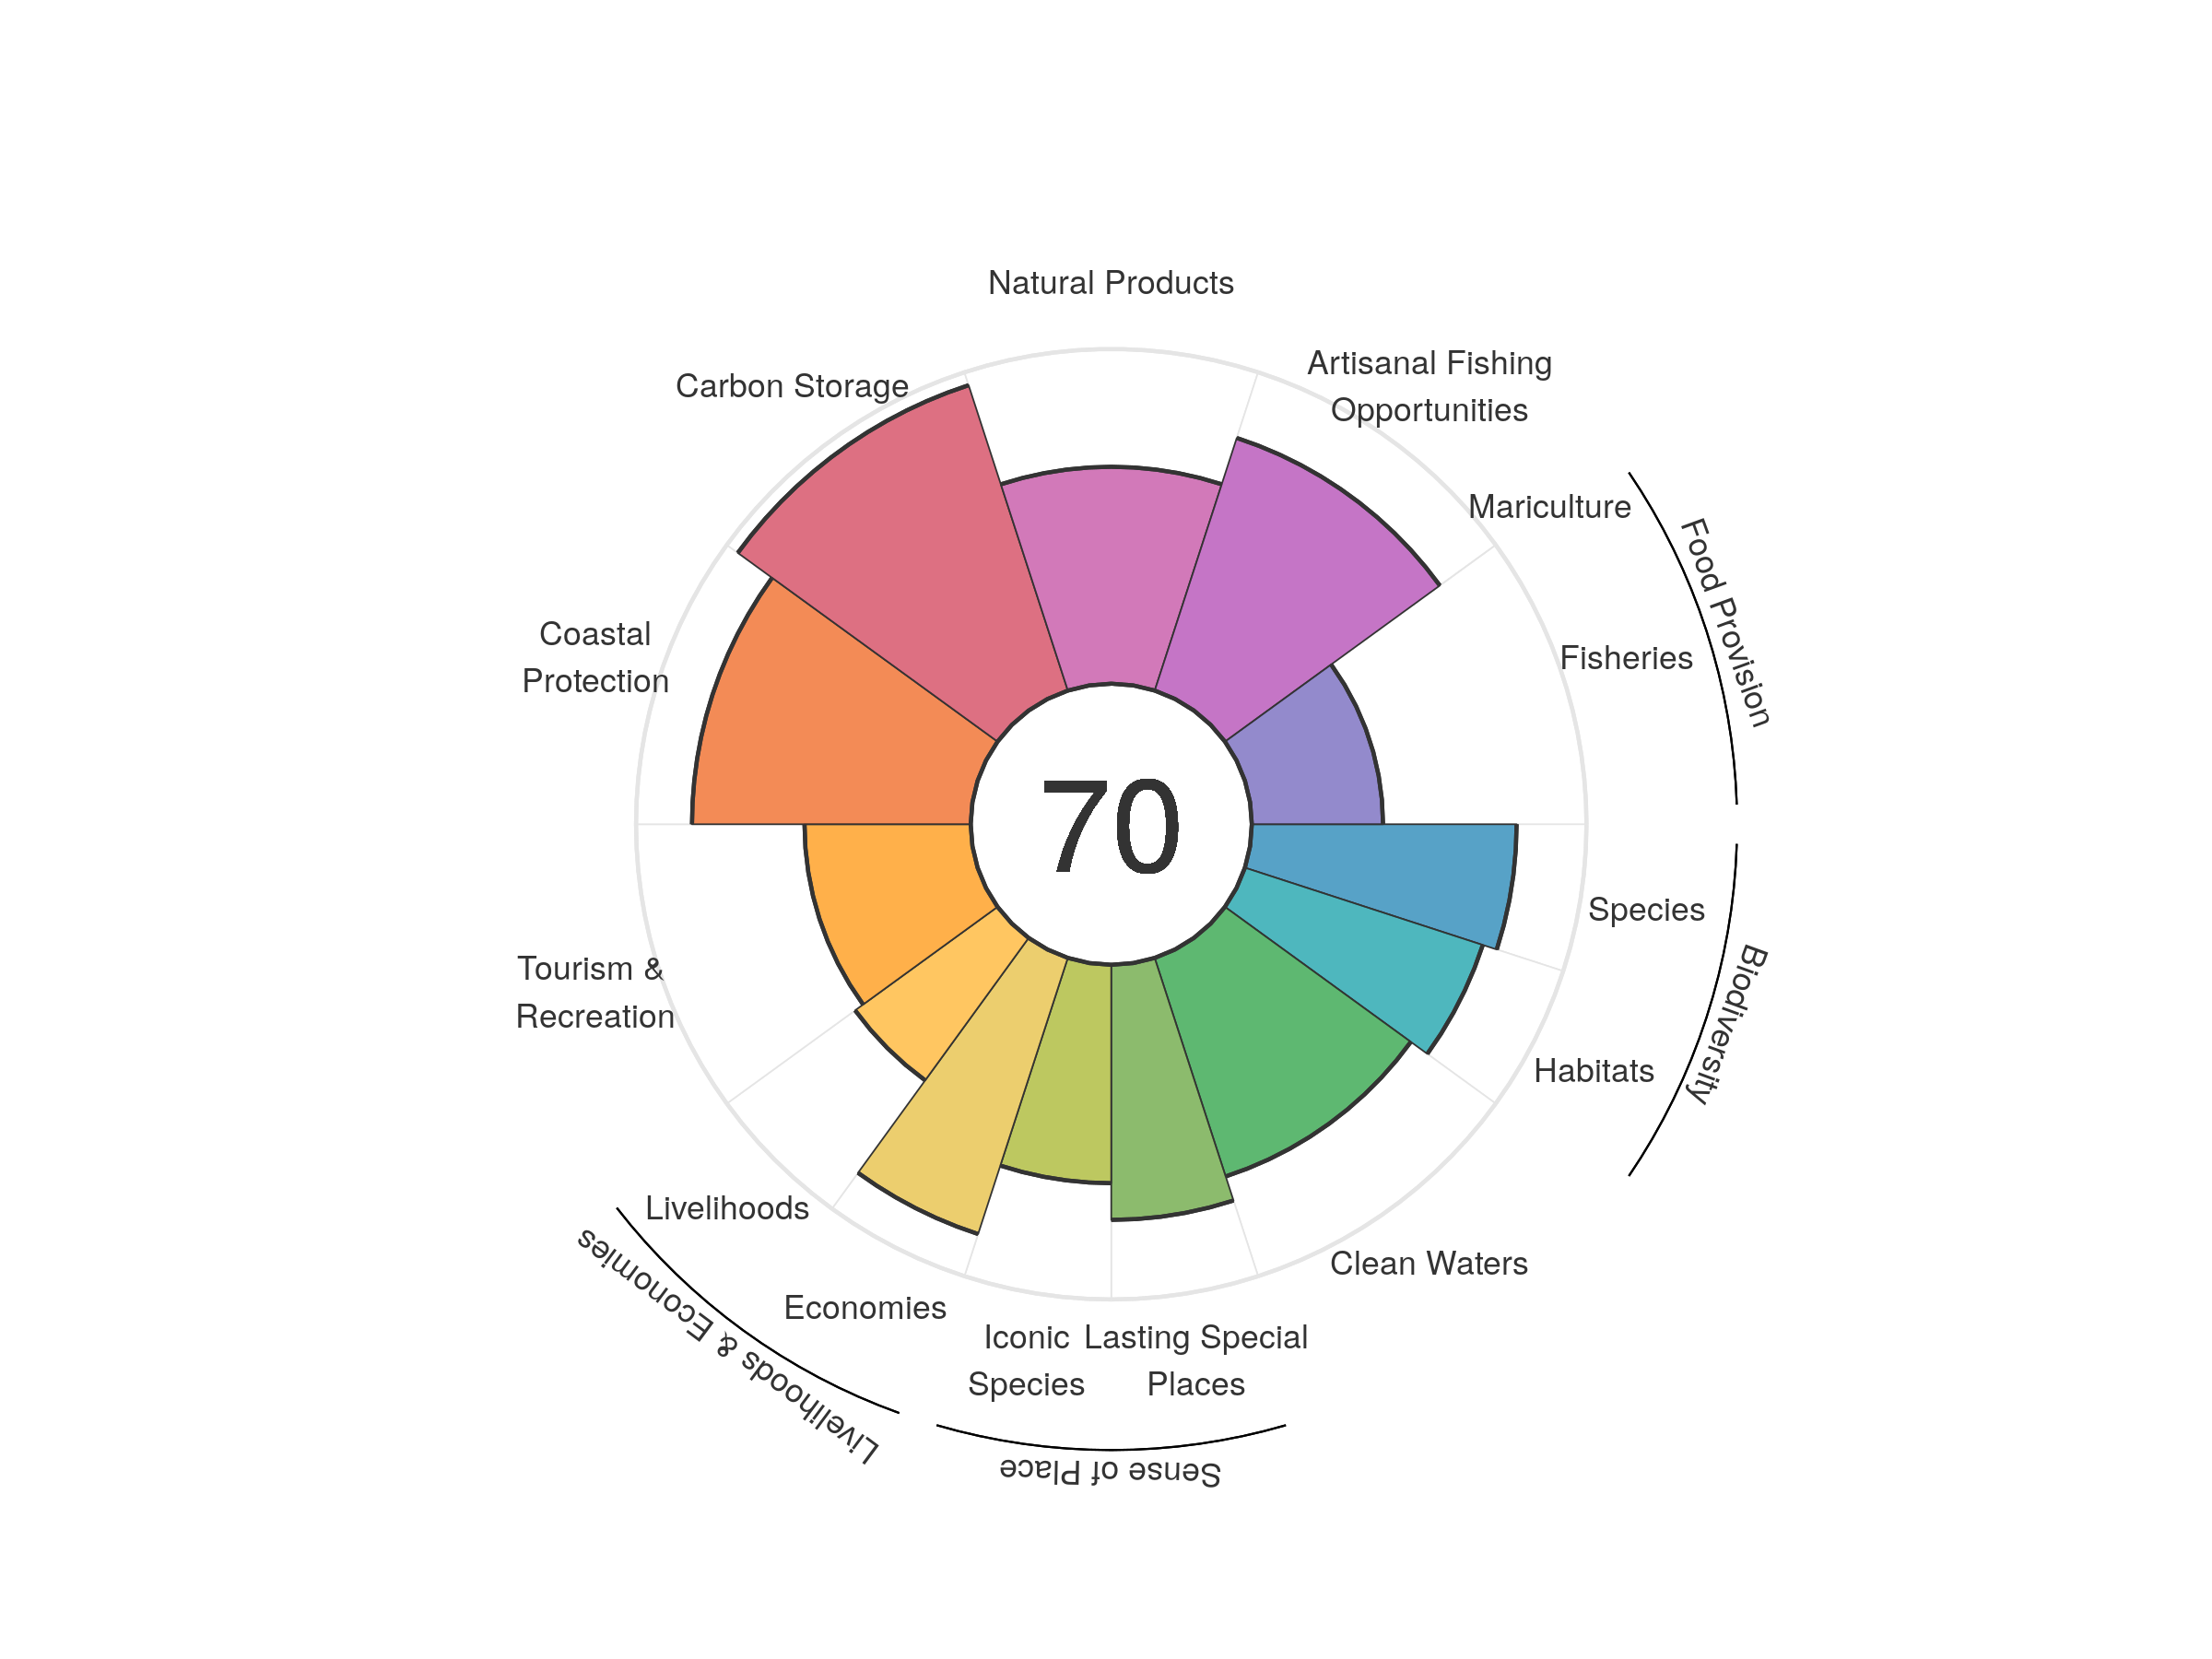 Natural Products
Artisanal Fishing
Opportunities
Carbon Storage
Mariculture
Food Provision
Fisheries
Coastal
Protection
70
Species
Biodiversity
Tourism &
Recreation
Habitats
Livelihoods
Livelihoods & Economies
Clean Waters
Economies
Iconic
Species
Lasting Special
Places
Sense of Place